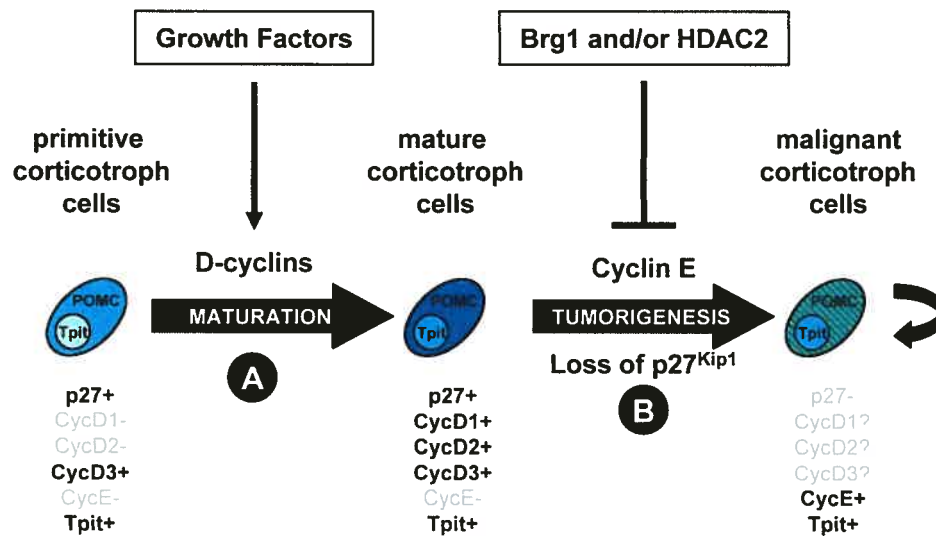 Growth Factors
Brg1 and/or HDAC2
primitive
corticotroph
cells
mature
corticotroph
cells
malignant
corticotroph
cells
D-cyclins
Cyclin E
POMC
Tpit
MATURATION
POMC
Tpit
TUMORIGENESIS
POMC
Tpit
A
Loss of p27Kip1
B
p27+
CycD1-
CycD2-
CycD3+
CycE-
Tpit+
p27+
CycD1+
CycD2+
CycD3+
CycE-
Tpit+
p27-
CycD1?
CycD2?
CycD3?
CycE+
Tpit+